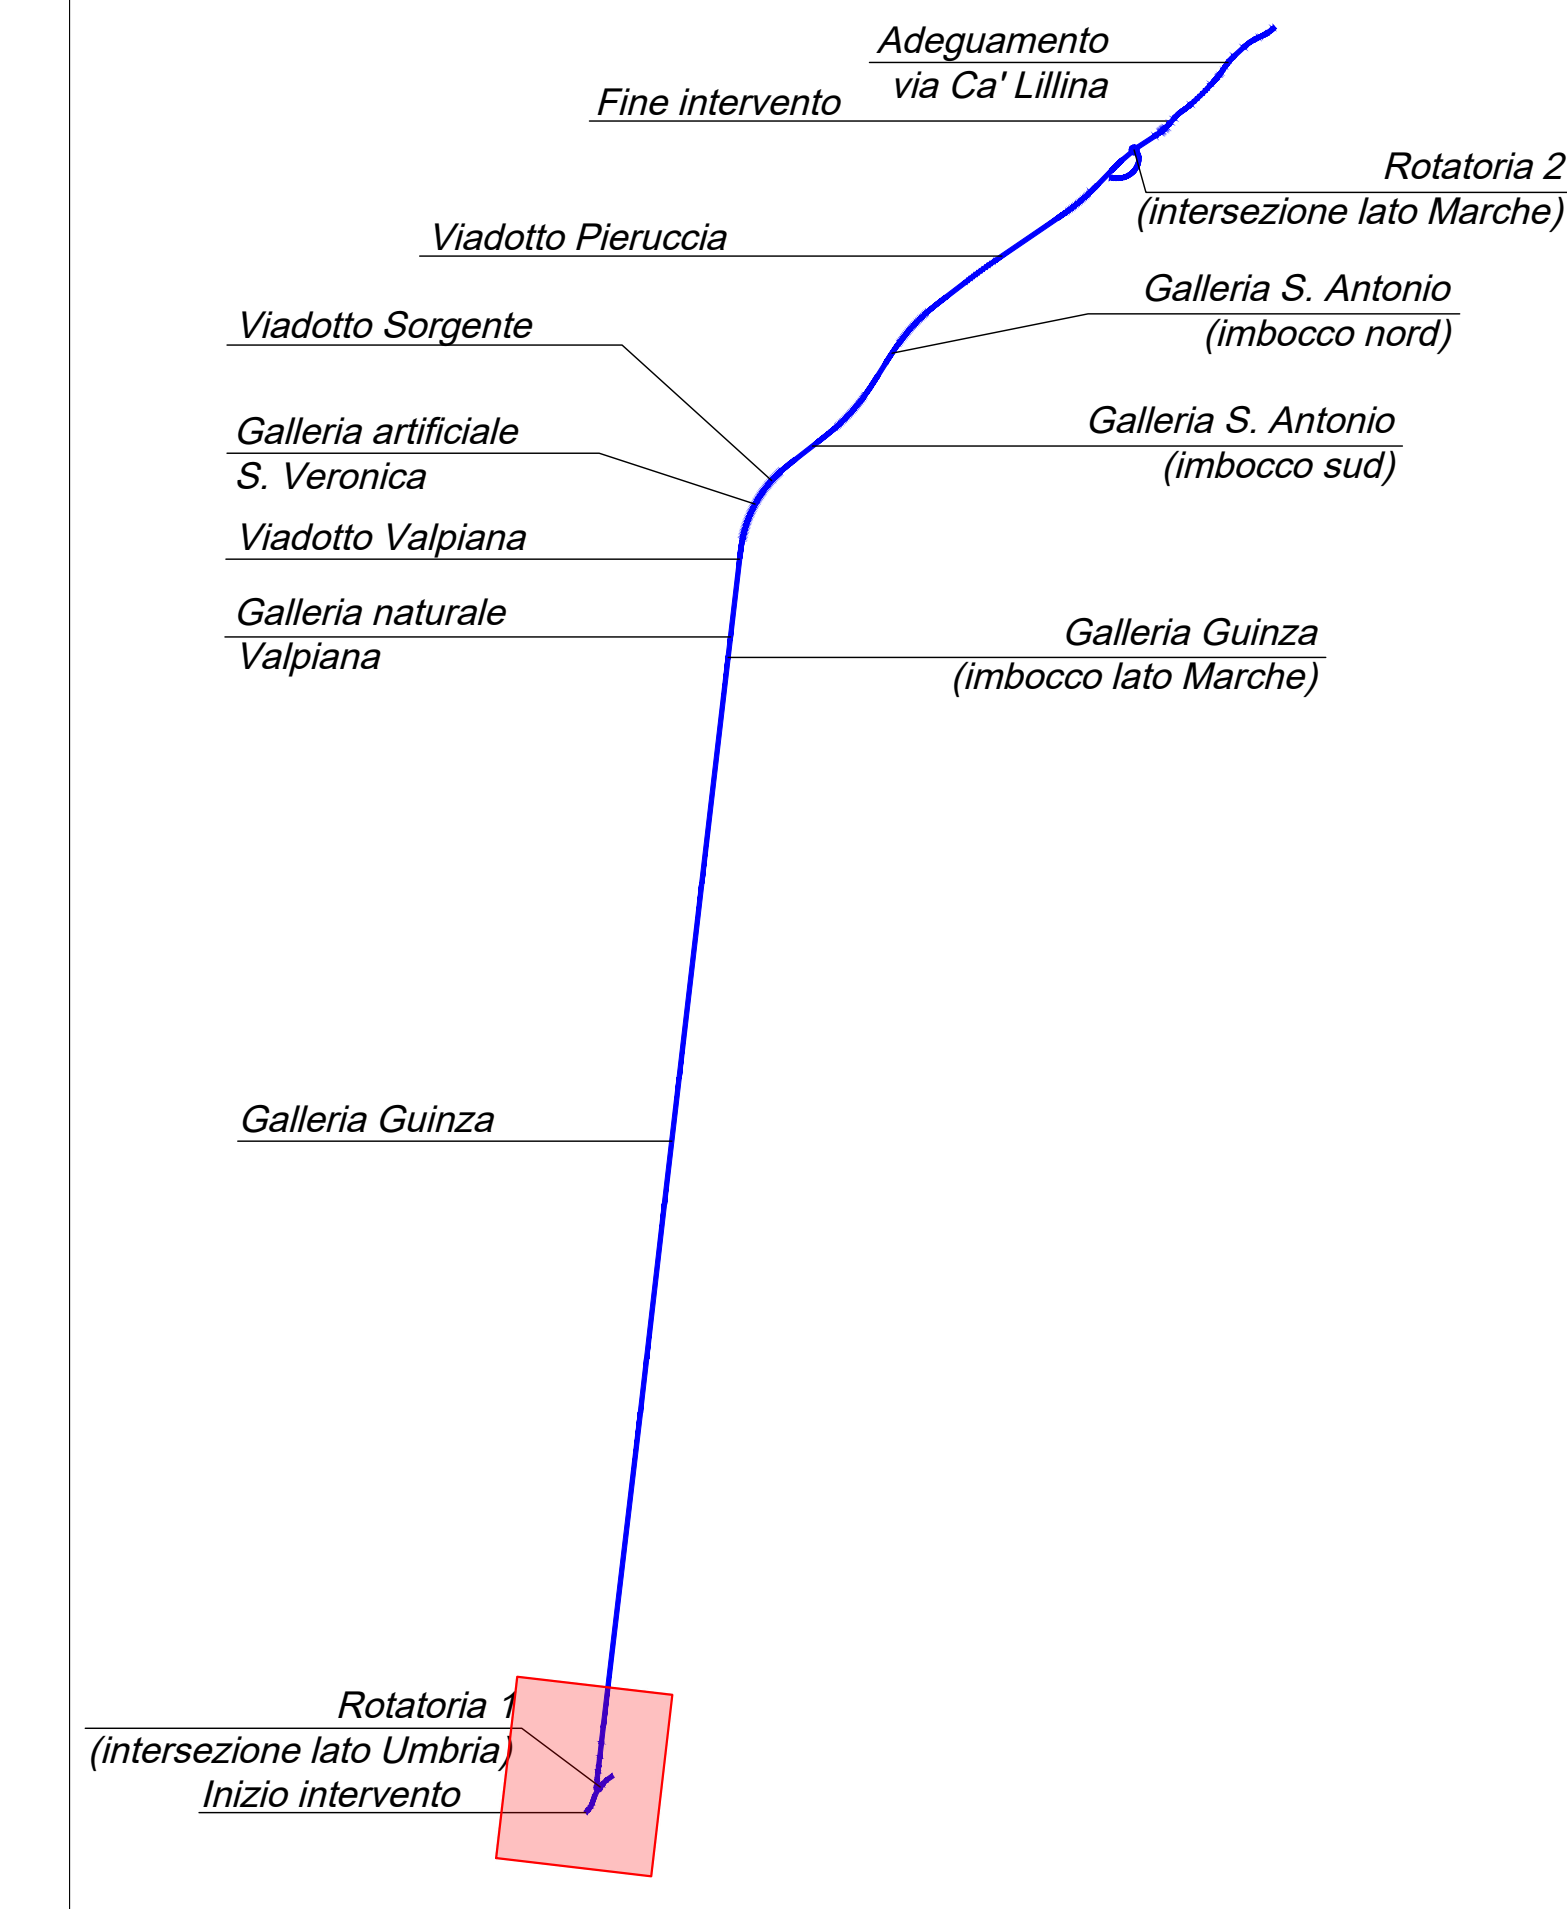 Adeguamento
via Ca' Lillina
Fine intervento
Rotatoria 2
(intersezione lato Marche)
Viadotto Pieruccia
Galleria S. Antonio
(imbocco nord)
Viadotto Sorgente
Galleria S. Antonio
(imbocco sud)
Galleria artificiale
S. Veronica
Viadotto Valpiana
Galleria naturale
Valpiana
Galleria Guinza
(imbocco lato Marche)
Galleria Guinza
Rotatoria 1
(intersezione lato Umbria)
Inizio intervento